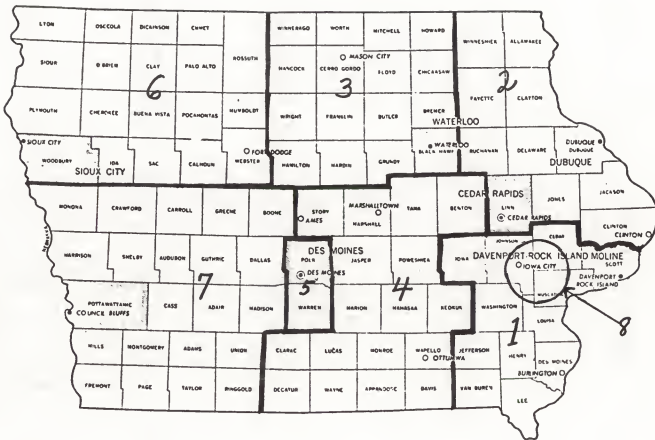 LYON OSCEOLA DICKINSON EMMET WINNEBAGO WORTH MITCHELL HOWARD WINNESHIEK ALLAMAKEE
KOSSUTH
SIOUX O'BRIEN CLAY PALO ALTO HANCOCK CERRO GORDO FLOYD CHICKASAW
MASON CITY
6 3 2
FAYETTE CLAYTON
PLYMOUTH CHEROKEE BUENA VISTA POCAHONTAS HUMBOLDT WRIGHT FRANKLIN BUTLER BREMER
WATERLOO
SIOUX CITY FORT DODGE WATERLOO DUBUQUE
WOODBURY IDA SAC CALHOUN WEBSTER HAMILTON HARDIN GRUNDY BLACK HAWK BUCHANAN DELAWARE DUBUQUE
SIOUX CITY DUBUQUE
CEDAR RAPIDS
MONONA CRAWFORD CARROLL GREENE BOONE STORY MARSHALL TAMA BENTON LINN JONES JACKSON
AMES MARSHALLTOWN CEDAR RAPIDS
CLINTON
CLINTON
NEBRASKA
DES MOINES
HARRISON SHELBY AUDUBON GUTHRIE DALLAS POLK JASPER POWESHIEK IOWA JOHNSON CEDAR SCOTT
DAVENPORT-ROCK ISLAND MOLINE
DES MOINES IOWA CITY DAVENPORT
ROCK ISLAND
7 5 4
POTTAWATTAMIE CASS ADAIR MADISON WARREN MARION MAHASKA KEOKUK WASHINGTON MUSCATINE
COUNCIL BLUFFS
LOUISA
1 8
MILLS MONTGOMERY ADAMS UNION CLARKE LUCAS MONROE WAPELLO JEFFERSON HENRY DES MOINES
OTTUMWA BURLINGTON
FREMONT PAGE TAYLOR RINGGOLD DECATUR WAYNE APPANOOSE DAVIS VAN BUREN LEE